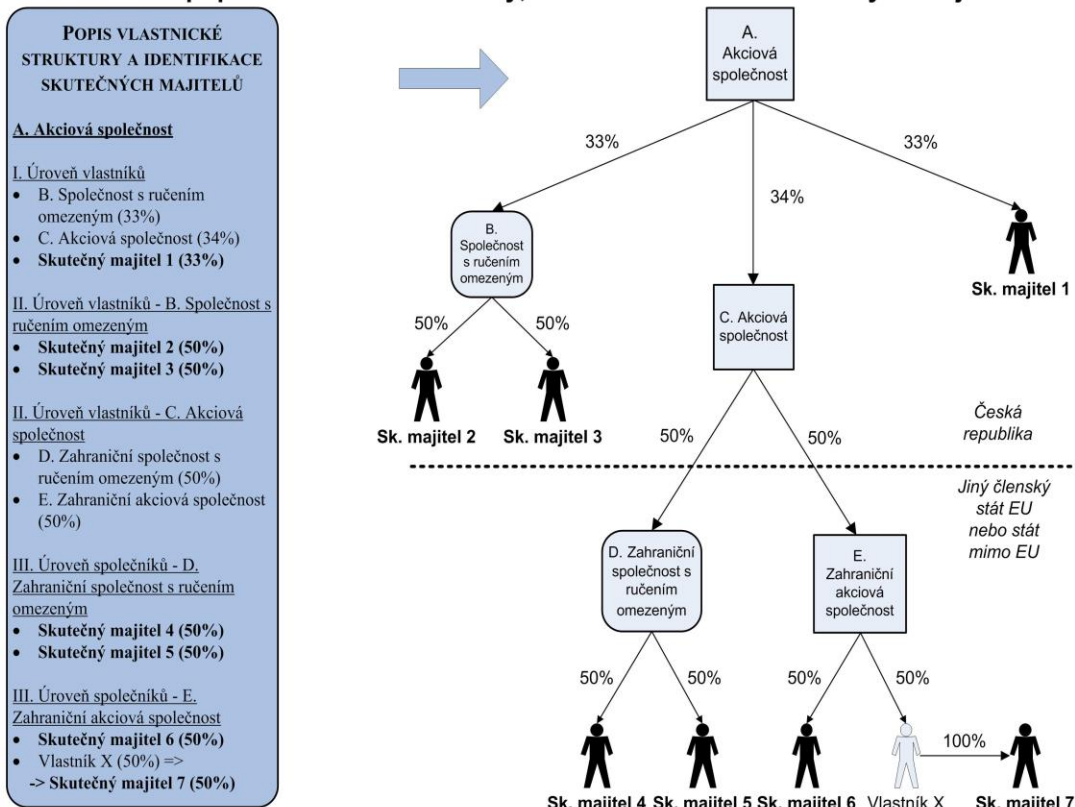 POPIS VLASTNICKÉ
STRUKTURY A IDENTIFIKACE
SKUTEČNÝCH MAJITELŮ
A. Akciová společnost
I. Úroveň vlastníků
• B. Společnost s ručením
omezeným (33%)
• C. Akciová společnost (34%)
• Skutečný majitel 1 (33%)
II. Úroveň vlastníků - B. Společnost s
ručením omezeným
• Skutečný majitel 2 (50%)
• Skutečný majitel 3 (50%)
II. Úroveň vlastníků - C. Akciová
společnost
• D. Zahraniční společnost s
ručením omezeným (50%)
• E. Zahraniční akciová společnost
(50%)
III. Úroveň společníků - D.
Zahraniční společnost s ručením
omezeným
• Skutečný majitel 4 (50%)
• Skutečný majitel 5 (50%)
III. Úroveň společníků - E.
Zahraniční akciová společnost
• Skutečný majitel 6 (50%)
• Vlastník X (50%) =>
-> Skutečný majitel 7 (50%)
A.
Akciová
společnost
33%
34%
33%
B.
Společnost
s ručením
omezeným
Sk. majitel 1
50%
50%
C. Akciová
společnost
Sk. majitel 2
Sk. majitel 3
50%
50%
Česká
republika
Jiný členský
stát EU
nebo stát
mimo EU
D. Zahraniční
společnost s
ručením
omezeným
E.
Zahraniční
akciová
společnost
50%
50%
50%
50%
100%
Sk. majitel 4
Sk. majitel 5
Sk. majitel 6
Vlastník X
Sk. majitel 7